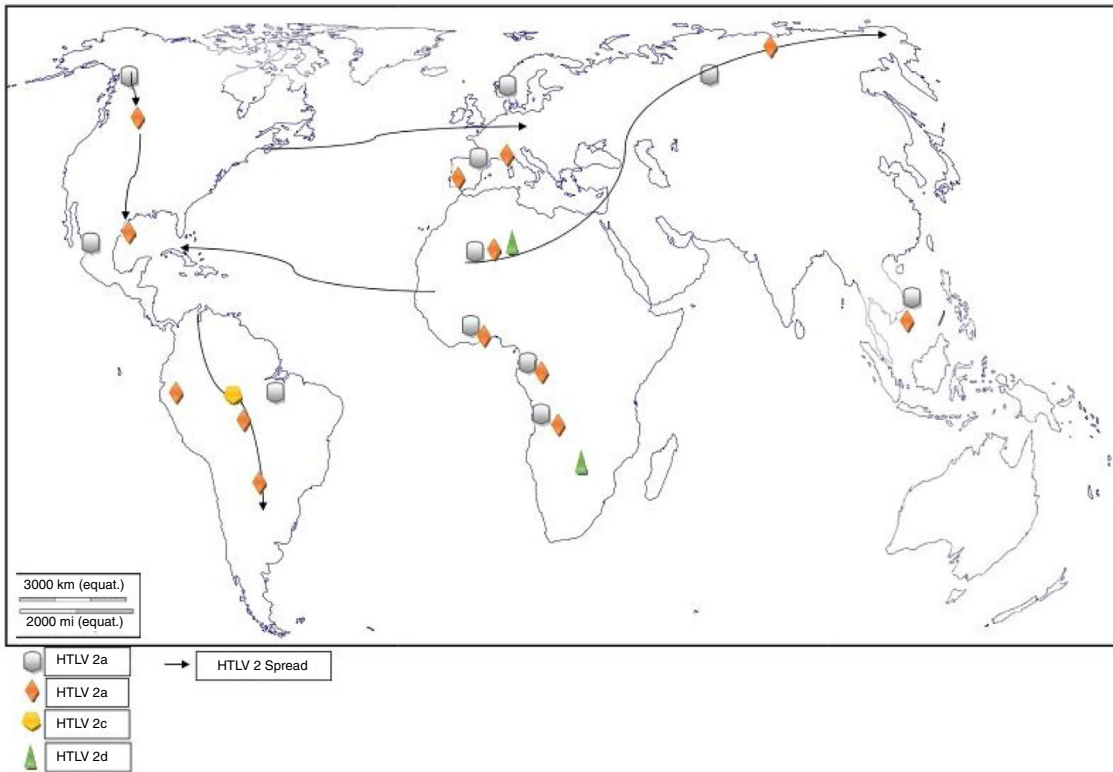 3000 km (equat.)
2000 mi (equat.)
HTLV 2a
HTLV 2 Spread
HTLV 2a
HTLV 2c
HTLV 2d